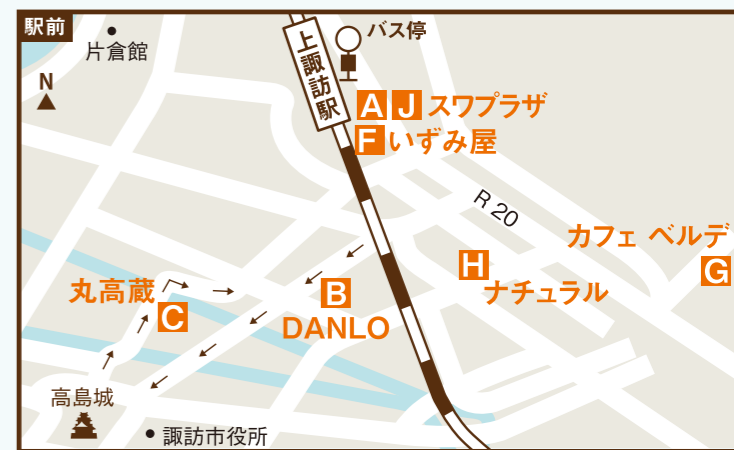 駅前
片倉館
N
上諏訪駅
バス停
A J スワプラザ
F いずみ屋
R 20
カフェ ベルデ
G
H
ナチュラル
B
DANLO
丸高蔵
C
高島城
諏訪市役所